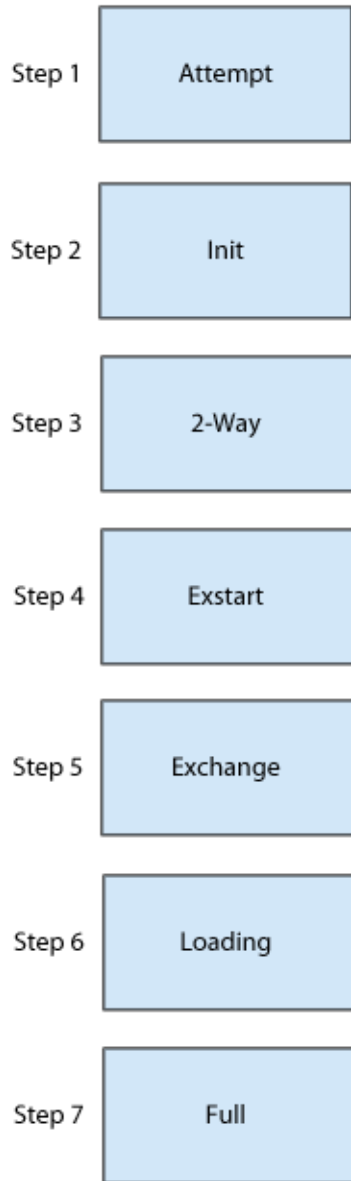 Step 1 Attempt
Step 2 Init
Step 3 2-Way
Step 4 Exstart
Step 5 Exchange
Step 6 Loading
Step 7 Full